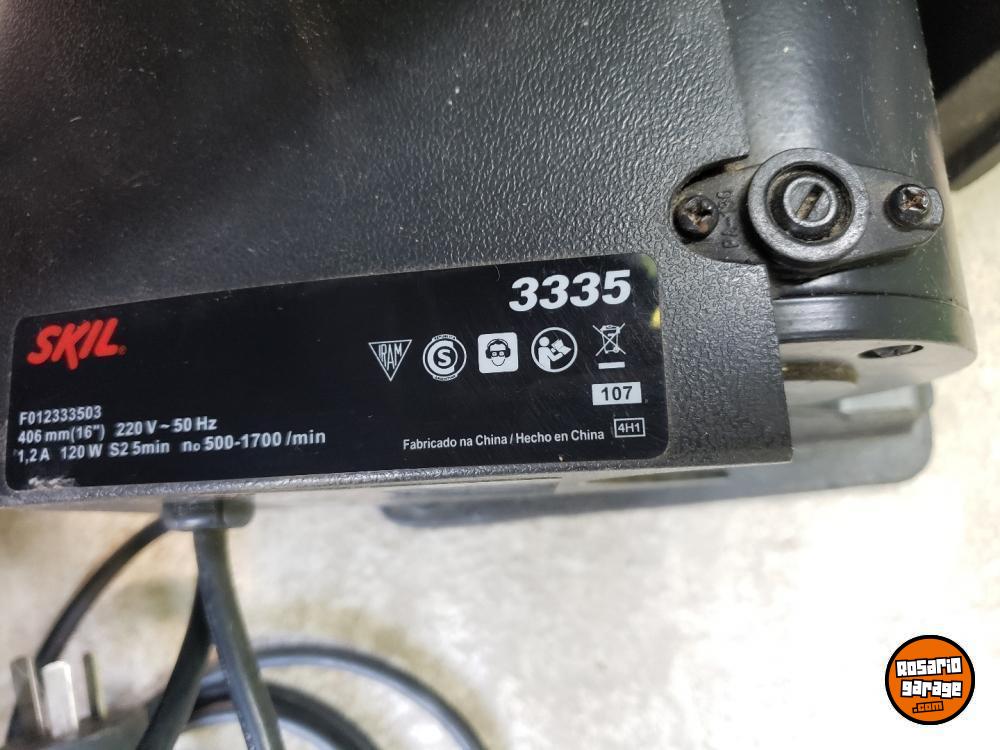 3335
SKIL
IRAM
S
107
F012333503
406 mm(16") 220 V ~ 50 Hz
1,2 A 120 W S2 5min no 500-1700 /min
Fabricado na China / Hecho en China 4H1
Rosario
garage
.com